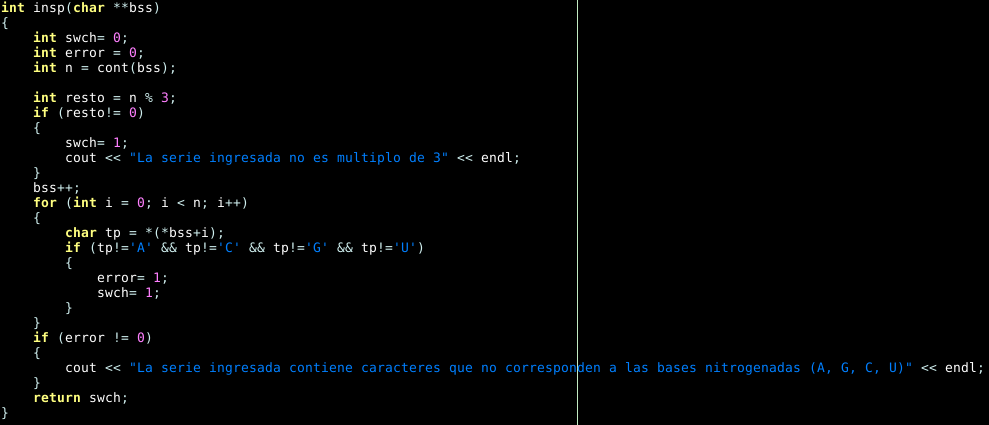 int insp(char **bss)
{
    int swch= 0;
    int error = 0;
    int n = cont(bss);

    int resto = n % 3;
    if (resto!= 0)
    {
        swch= 1;
        cout << "La serie ingresada no es multiplo de 3" << endl;
    }
    bss++;
    for (int i = 0; i < n; i++)
    {
        char tp = *(*bss+i);
        if (tp!='A' && tp!='C' && tp!='G' && tp!='U')
        {
            error= 1;
            swch= 1;
        }
    }
    if (error != 0)
    {
        cout << "La serie ingresada contiene caracteres que no corresponden a las bases nitrogenadas (A, G, C, U)" << endl;
    }
    return swch;
}